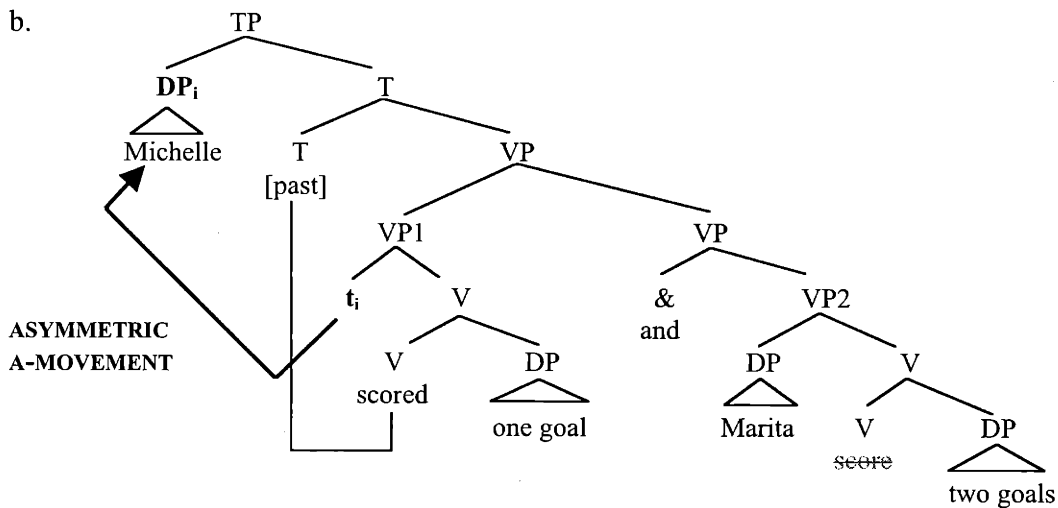 b.
TP
DPi T
Michelle T VP
[past]
VP1 VP
ti V & VP2
and
ASYMMETRIC
A-MOVEMENT V DP DP V
scored one goal Marita V DP
score two goals